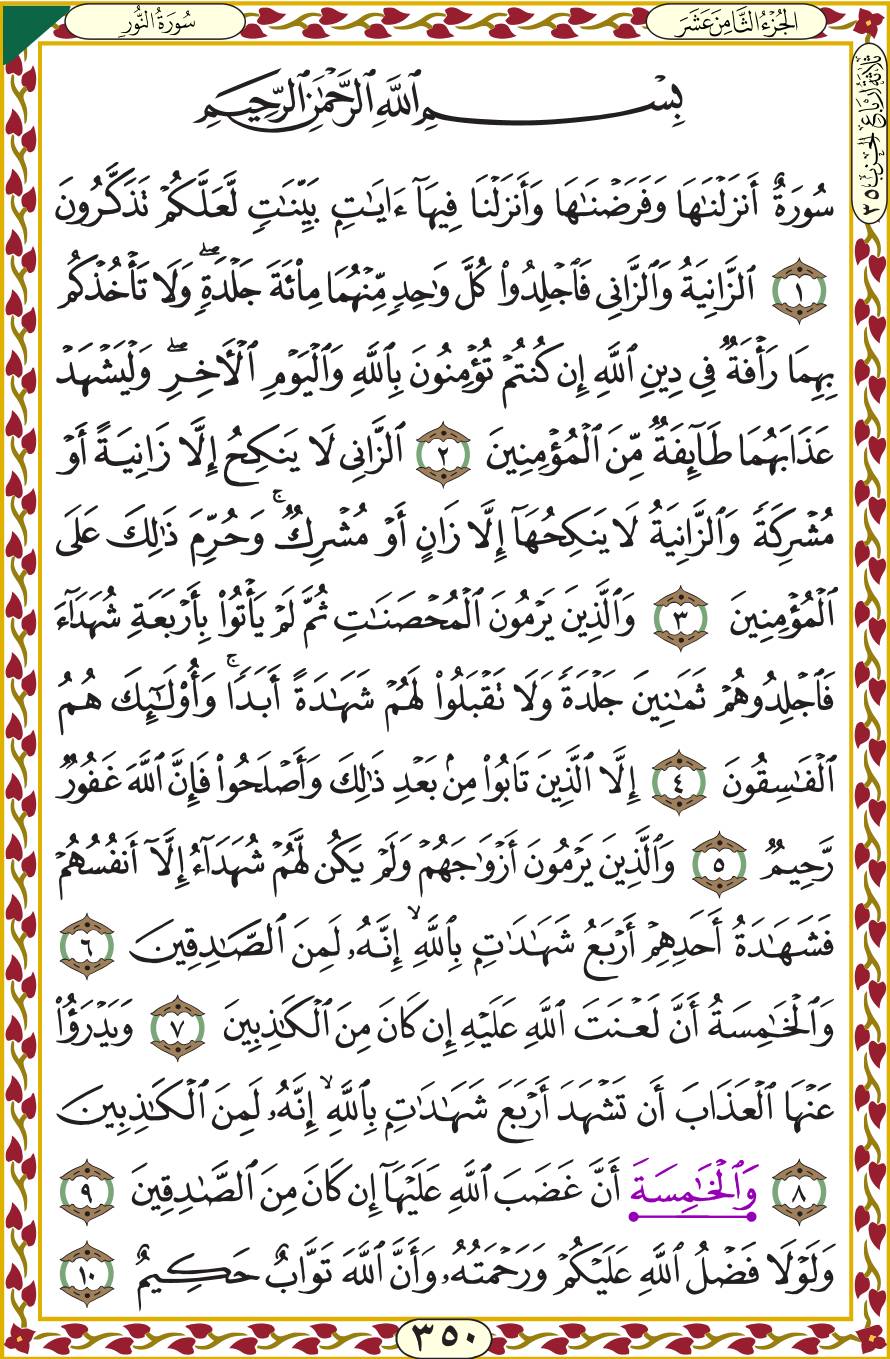 سُورَةُ النُّورِ
الجُزْءُ الثَّامِنَ عَشَرَ
ثَلَاثَةُ أَرْبَاعِ الْحِزْبِ ٣٥
بِسْمِ ٱللَّهِ ٱلرَّحْمَٰنِ ٱلرَّحِيمِ
سُورَةٌ أَنزَلْنَٰهَا وَفَرَضْنَٰهَا وَأَنزَلْنَا فِيهَآ ءَايَٰتٍۭ بَيِّنَٰتٍ لَّعَلَّكُمْ تَذَكَّرُونَ
١ ٱلزَّانِيَةُ وَٱلزَّانِى فَٱجْلِدُوا۟ كُلَّ وَٰحِدٍ مِّنْهُمَا مِا۟ئَةَ جَلْدَةٍ ۖ وَلَا تَأْخُذْكُم
بِهِمَا رَأْفَةٌ فِى دِينِ ٱللَّهِ إِن كُنتُمْ تُؤْمِنُونَ بِٱللَّهِ وَٱلْيَوْمِ ٱلْـَٔاخِرِ ۖ وَلْيَشْهَدْ
عَذَابَهُمَا طَآئِفَةٌ مِّنَ ٱلْمُؤْمِنِينَ ٢ ٱلزَّانِى لَا يَنكِحُ إِلَّا زَانِيَةً أَوْ
مُشْرِكَةً وَٱلزَّانِيَةُ لَا يَنكِحُهَآ إِلَّا زَانٍ أَوْ مُشْرِكٌ ۚ وَحُرِّمَ ذَٰلِكَ عَلَى
ٱلْمُؤْمِنِينَ ٣ وَٱلَّذِينَ يَرْمُونَ ٱلْمُحْصَنَٰتِ ثُمَّ لَمْ يَأْتُوا۟ بِأَرْبَعَةِ شُهَدَآءَ
فَٱجْلِدُوهُمْ ثَمَٰنِينَ جَلْدَةً وَلَا تَقْبَلُوا۟ لَهُمْ شَهَٰدَةً أَبَدًا ۚ وَأُو۟لَٰٓئِكَ هُمُ
ٱلْفَٰسِقُونَ ٤ إِلَّا ٱلَّذِينَ تَابُوا۟ مِنۢ بَعْدِ ذَٰلِكَ وَأَصْلَحُوا۟ فَإِنَّ ٱللَّهَ غَفُورٌ
رَّحِيمٌ ٥ وَٱلَّذِينَ يَرْمُونَ أَزْوَٰجَهُمْ وَلَمْ يَكُن لَّهُمْ شُهَدَآءُ إِلَّآ أَنفُسُهُمْ
فَشَهَٰدَةُ أَحَدِهِمْ أَرْبَعُ شَهَٰدَٰتٍۭ بِٱللَّهِ ۙ إِنَّهُۥ لَمِنَ ٱلصَّٰدِقِينَ ٦
وَٱلْخَٰمِسَةُ أَنَّ لَعْنَتَ ٱللَّهِ عَلَيْهِ إِن كَانَ مِنَ ٱلْكَٰذِبِينَ ٧ وَيَدْرَؤُا۟
عَنْهَا ٱلْعَذَابَ أَن تَشْهَدَ أَرْبَعَ شَهَٰدَٰتٍۭ بِٱللَّهِ ۙ إِنَّهُۥ لَمِنَ ٱلْكَٰذِبِينَ
٨ وَٱلْخَٰمِسَةَ أَنَّ غَضَبَ ٱللَّهِ عَلَيْهَآ إِن كَانَ مِنَ ٱلصَّٰدِقِينَ ٩
وَلَوْلَا فَضْلُ ٱللَّهِ عَلَيْكُمْ وَرَحْمَتُهُۥ وَأَنَّ ٱللَّهَ تَوَّابٌ حَكِيمٌ ١٠
٣٥٠